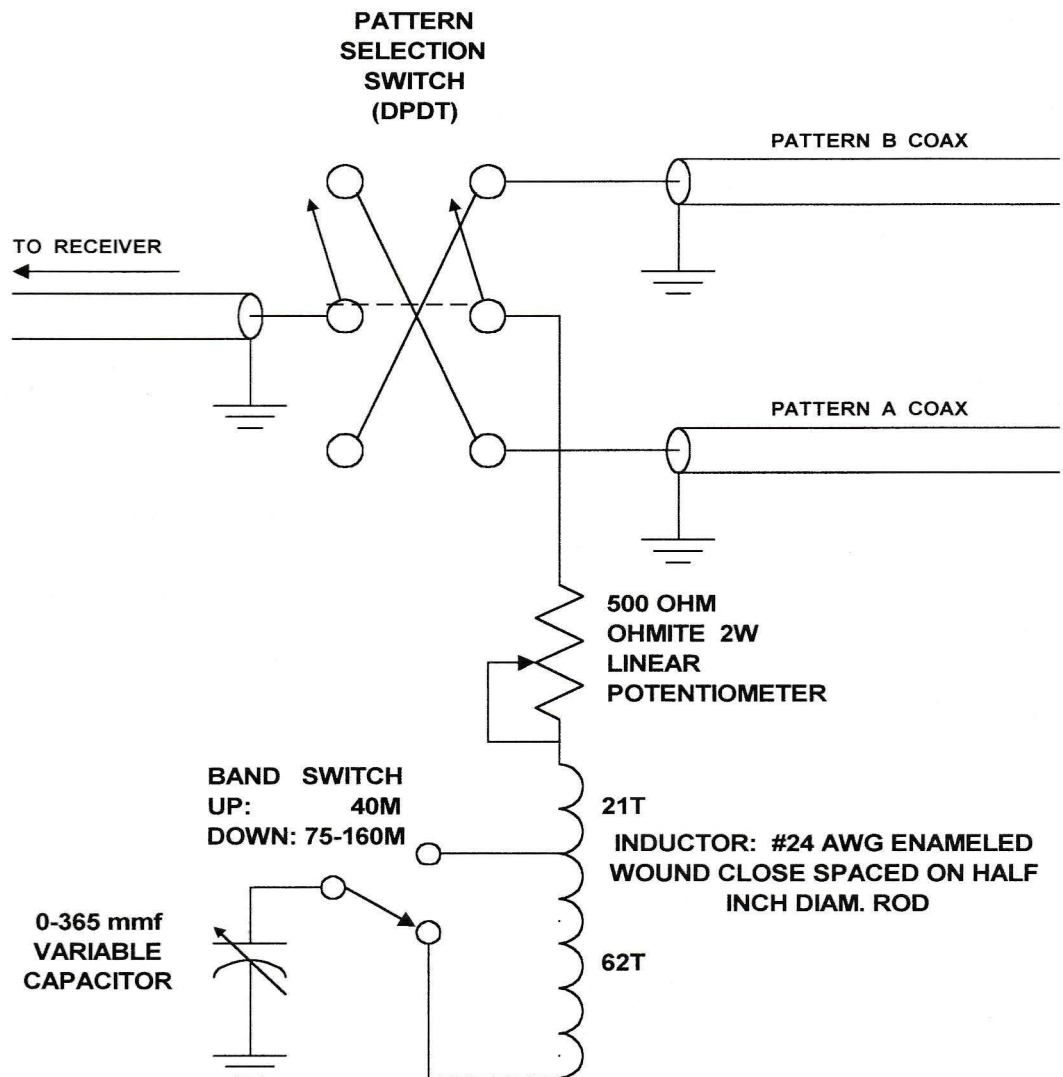 PATTERN
SELECTION
SWITCH
(DPDT)
PATTERN B COAX
TO RECEIVER
PATTERN A COAX
500 OHM
OHMITE 2W
LINEAR
POTENTIOMETER
BAND SWITCH
UP: 40M
DOWN: 75-160M
21T
INDUCTOR: #24 AWG ENAMELED
WOUND CLOSE SPACED ON HALF
INCH DIAM. ROD
0-365 mmf
VARIABLE
CAPACITOR
62T